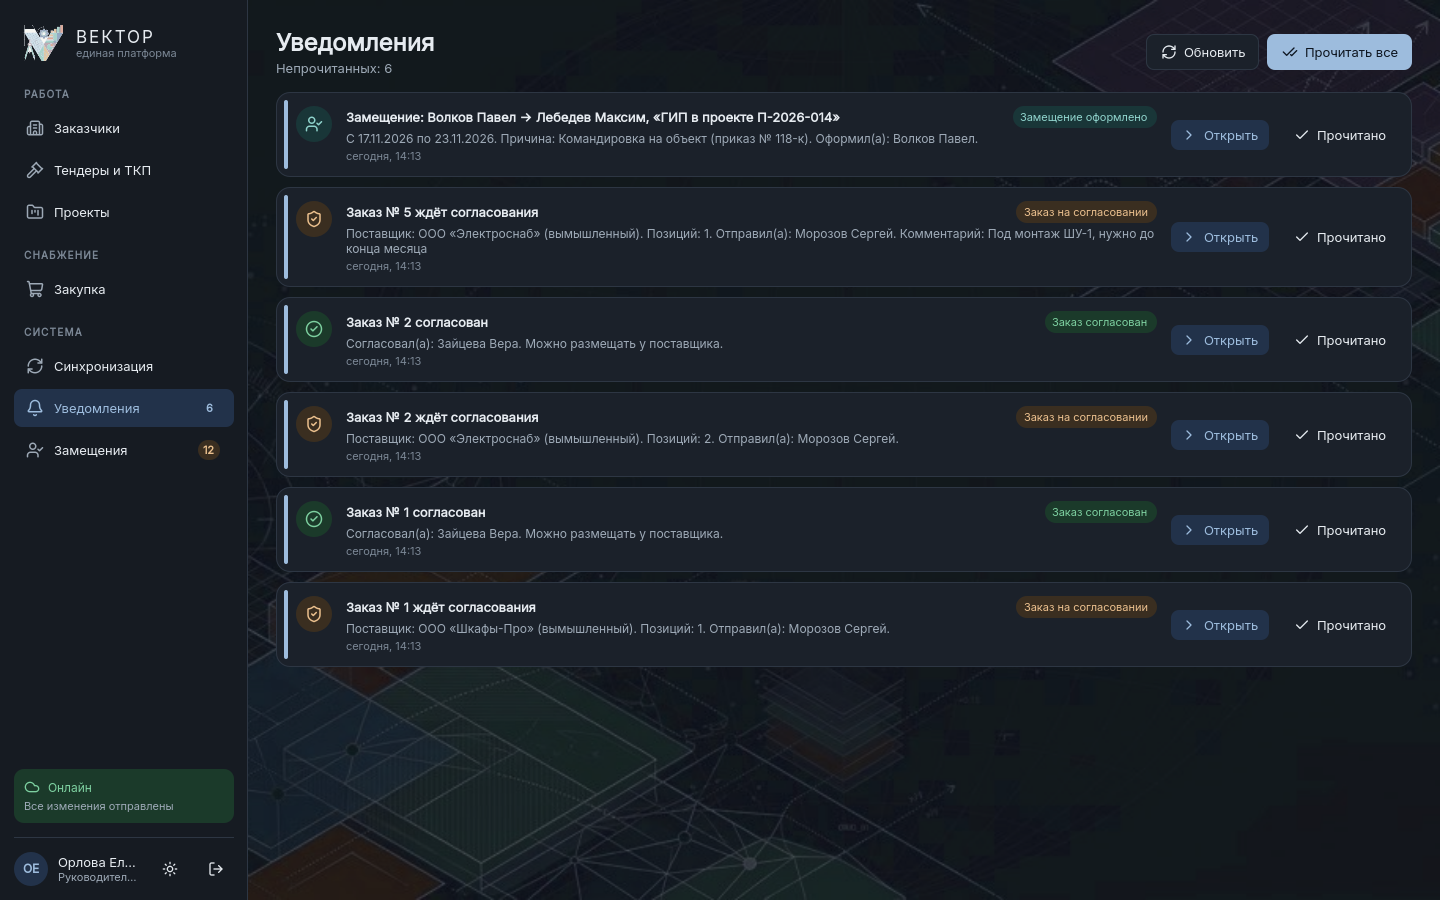 ВЕКТОР
единая платформа
РАБОТА
Заказчики
Тендеры и ТКП
Проекты
СНАБЖЕНИЕ
Закупка
СИСТЕМА
Синхронизация
Уведомления 6
Замещения 12
Онлайн
Все изменения отправлены
ОЕ
Орлова Ел...
Руководител...
Уведомления
Непрочитанных: 6
Обновить
Прочитать все
Замещение: Волков Павел → Лебедев Максим, «ГИП в проекте П-2026-014»
Замещение оформлено
С 17.11.2026 по 23.11.2026. Причина: Командировка на объект (приказ № 118-к). Оформил(а): Волков Павел.
сегодня, 14:13
Открыть
Прочитано
Заказ № 5 ждёт согласования
Заказ на согласовании
Поставщик: ООО «Электроснаб» (вымышленный). Позиций: 1. Отправил(а): Морозов Сергей. Комментарий: Под монтаж ШУ-1, нужно до
конца месяца
сегодня, 14:13
Открыть
Прочитано
Заказ № 2 согласован
Заказ согласован
Согласовал(а): Зайцева Вера. Можно размещать у поставщика.
сегодня, 14:13
Открыть
Прочитано
Заказ № 2 ждёт согласования
Заказ на согласовании
Поставщик: ООО «Электроснаб» (вымышленный). Позиций: 2. Отправил(а): Морозов Сергей.
сегодня, 14:13
Открыть
Прочитано
Заказ № 1 согласован
Заказ согласован
Согласовал(а): Зайцева Вера. Можно размещать у поставщика.
сегодня, 14:13
Открыть
Прочитано
Заказ № 1 ждёт согласования
Заказ на согласовании
Поставщик: ООО «Шкафы-Про» (вымышленный). Позиций: 1. Отправил(а): Морозов Сергей.
сегодня, 14:13
Открыть
Прочитано